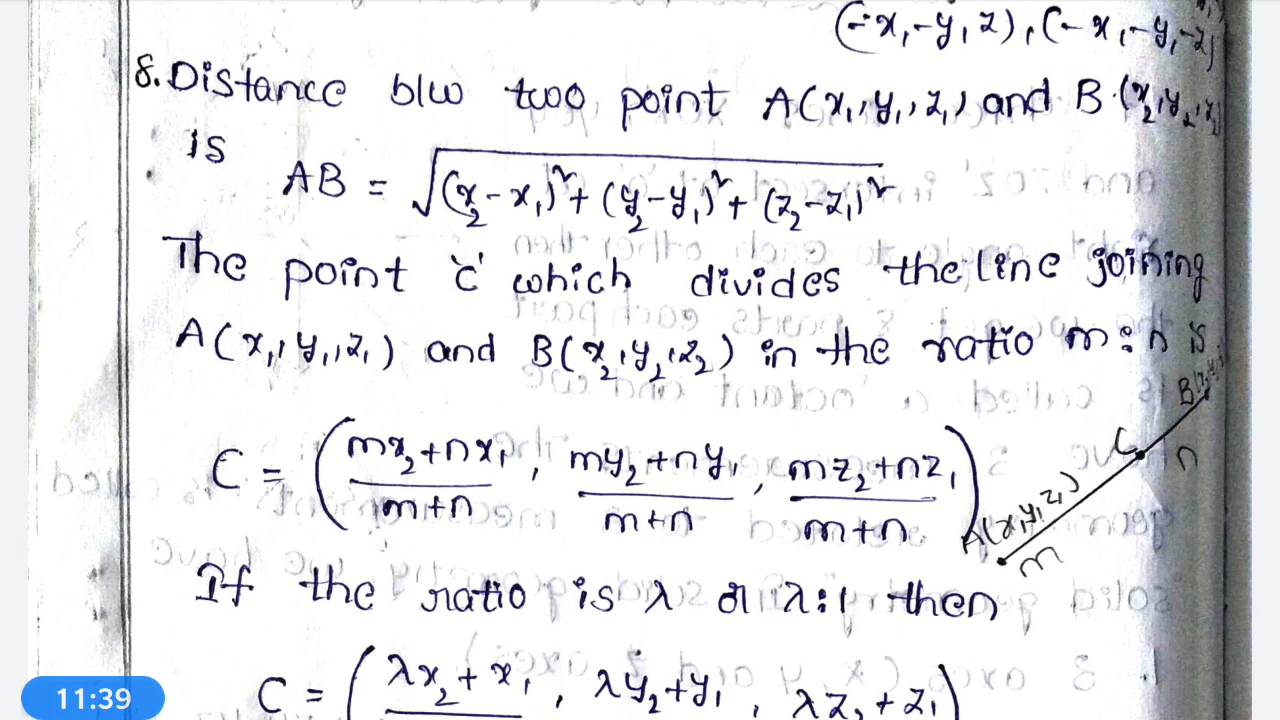 (-x,-y,z),(-x,-y,-z)
8. Distance b/w two point A(x₁,y₁,z₁) and B(x₂,y₂,z₂)
is
AB = √((x₂-x₁)²+(y₂-y₁)²+(z₂-z₁)²)
The point 'c' which divides the line joining
A(x₁,y₁,z₁) and B(x₂,y₂,z₂) in the ratio m:n is
C = ((mx₂+nx₁)/(m+n), (my₂+ny₁)/(m+n), (mz₂+nz₁)/(m+n))
A(x₁y₁z₁)
m
C
n
If the ratio is λ or λ:1 then
C = (λx₂+x₁, λy₂+y₁, λz₂+z₁)
11:39